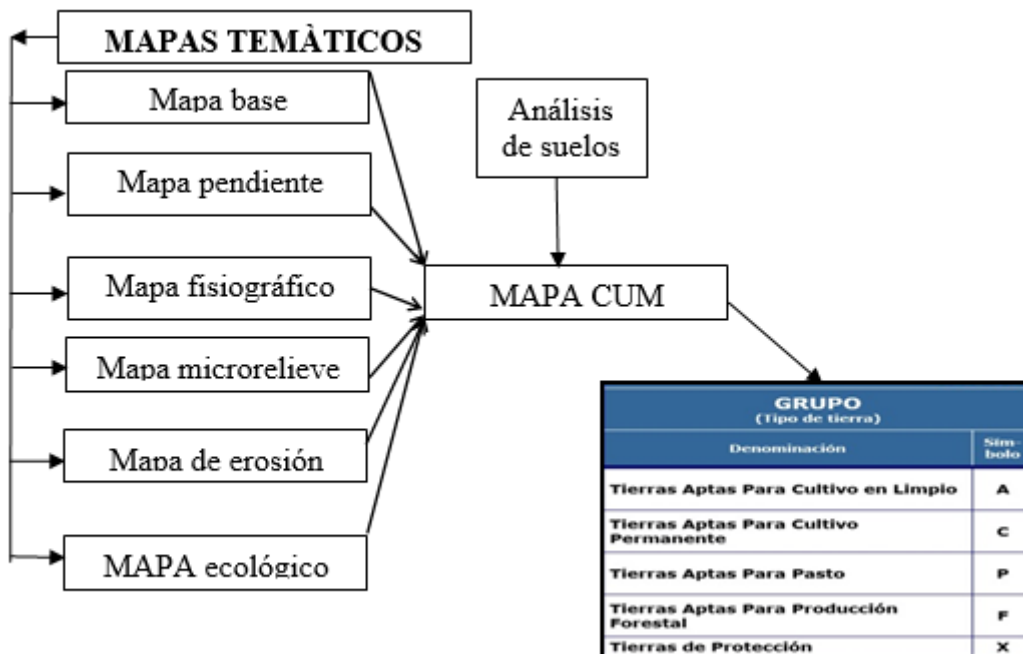 MAPAS TEMÀTICOS
Mapa base
Mapa pendiente
Mapa fisiográfico
Mapa microrelieve
Mapa de erosión
MAPA ecológico
Análisis
de suelos
MAPA CUM
GRUPO
(Tipo de tierra)
Denominación
Sím-
bolo
Tierras Aptas Para Cultivo en Limpio A
Tierras Aptas Para Cultivo
Permanente C
Tierras Aptas Para Pasto P
Tierras Aptas Para Producción
Forestal F
Tierras de Protección X